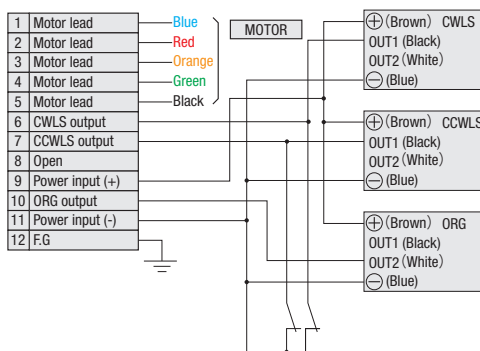 1 Motor lead
2 Motor lead
3 Motor lead
4 Motor lead
5 Motor lead
6 CWLS output
7 CCWLS output
8 Open
9 Power input (+)
10 ORG output
11 Power input (-)
12 F.G
Blue
Red
Orange
Green
Black
MOTOR
⊕(Brown) CWLS
OUT1 (Black)
OUT2 (White)
⊖(Blue)
⊕(Brown) CCWLS
OUT1 (Black)
OUT2 (White)
⊖(Blue)
⊕(Brown) ORG
OUT1 (Black)
OUT2 (White)
⊖(Blue)